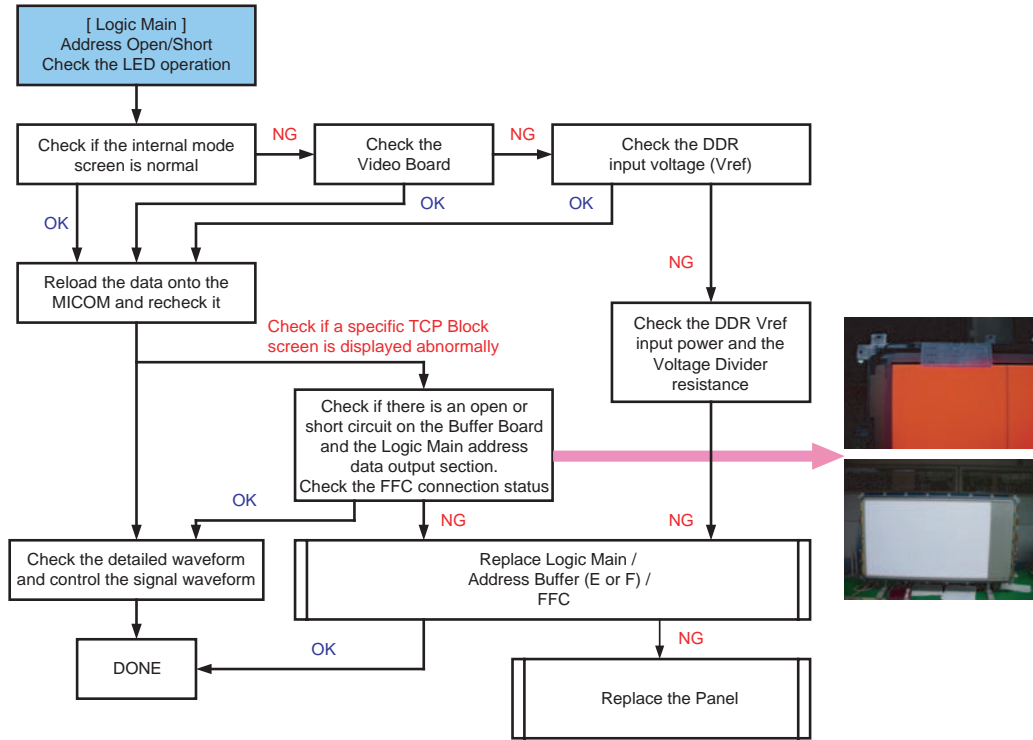 [ Logic Main ]
Address Open/Short
Check the LED operation
Check if the internal mode
screen is normal
NG
Check the
Video Board
NG
Check the DDR
input voltage (Vref)
OK
OK
OK
NG
Reload the data onto the
MICOM and recheck it
Check if a specific TCP Block
screen is displayed abnormally
Check the DDR Vref
input power and the
Voltage Divider
resistance
Check if there is an open or
short circuit on the Buffer Board
and the Logic Main address
data output section.
Check the FFC connection status
OK
NG
NG
Check the detailed waveform
and control the signal waveform
Replace Logic Main /
Address Buffer (E or F) /
FFC
OK
NG
DONE
Replace the Panel